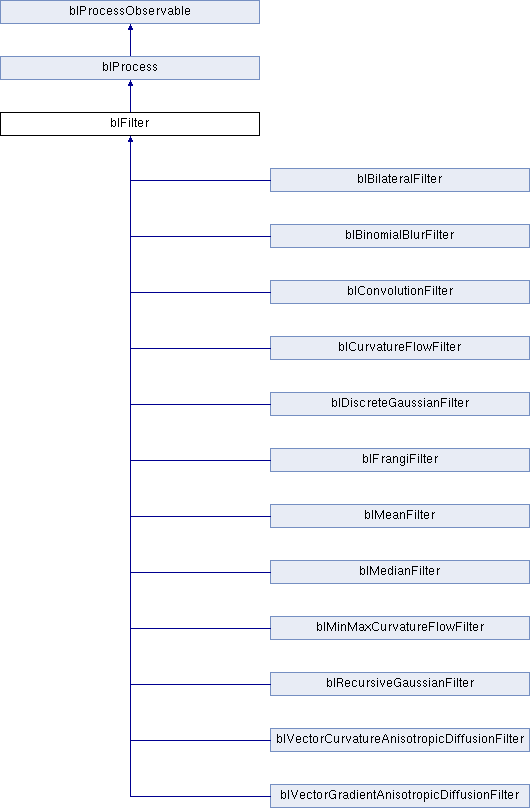 blProcessObservable
blProcess
blFilter
blBilateralFilter
blBinomialBlurFilter
blConvolutionFilter
blCurvatureFlowFilter
blDiscreteGaussianFilter
blFrangiFilter
blMeanFilter
blMedianFilter
blMinMaxCurvatureFlowFilter
blRecursiveGaussianFilter
blVectorCurvatureAnisotropicDiffusionFilter
blVectorGradientAnisotropicDiffusionFilter